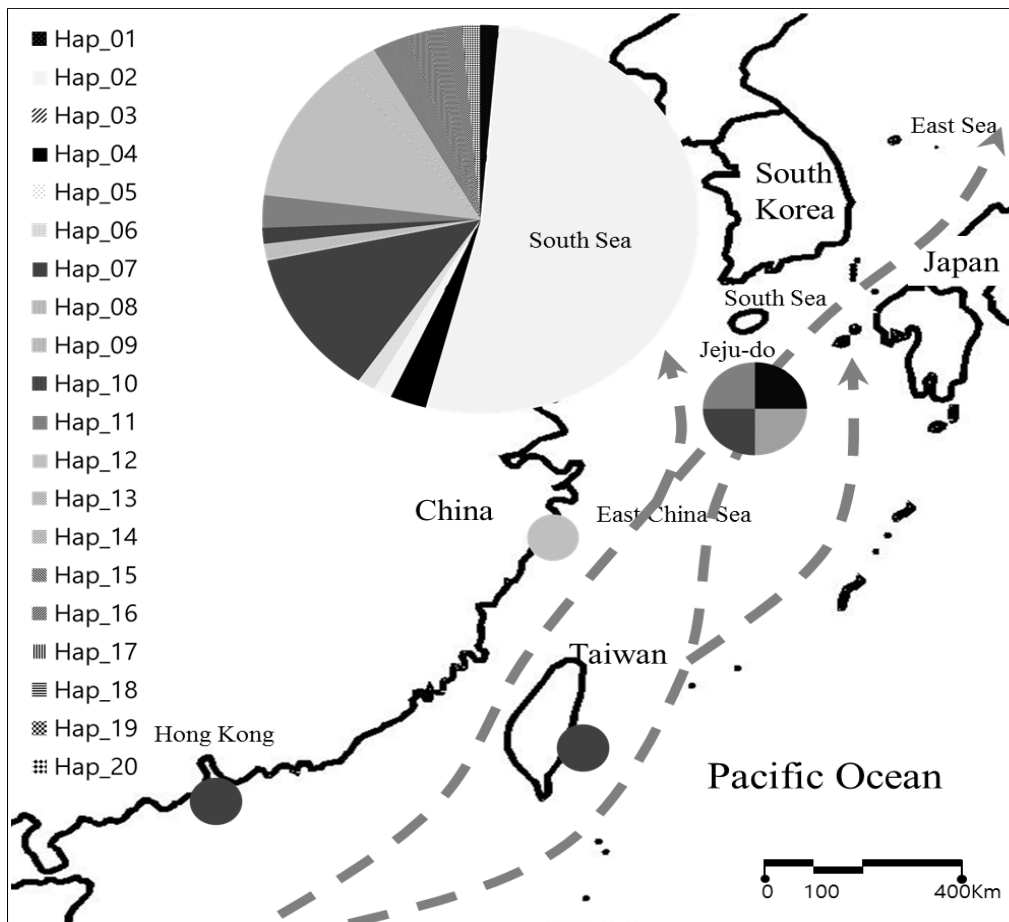 Hap_01
Hap_02
Hap_03
Hap_04
Hap_05
Hap_06
Hap_07
Hap_08
Hap_09
Hap_10
Hap_11
Hap_12
Hap_13
Hap_14
Hap_15
Hap_16
Hap_17
Hap_18
Hap_19
Hap_20
South Sea
East Sea
South
Korea
Japan
South Sea
Jeju-do
China
East China Sea
Taiwan
Hong Kong
Pacific Ocean
0 100 400Km